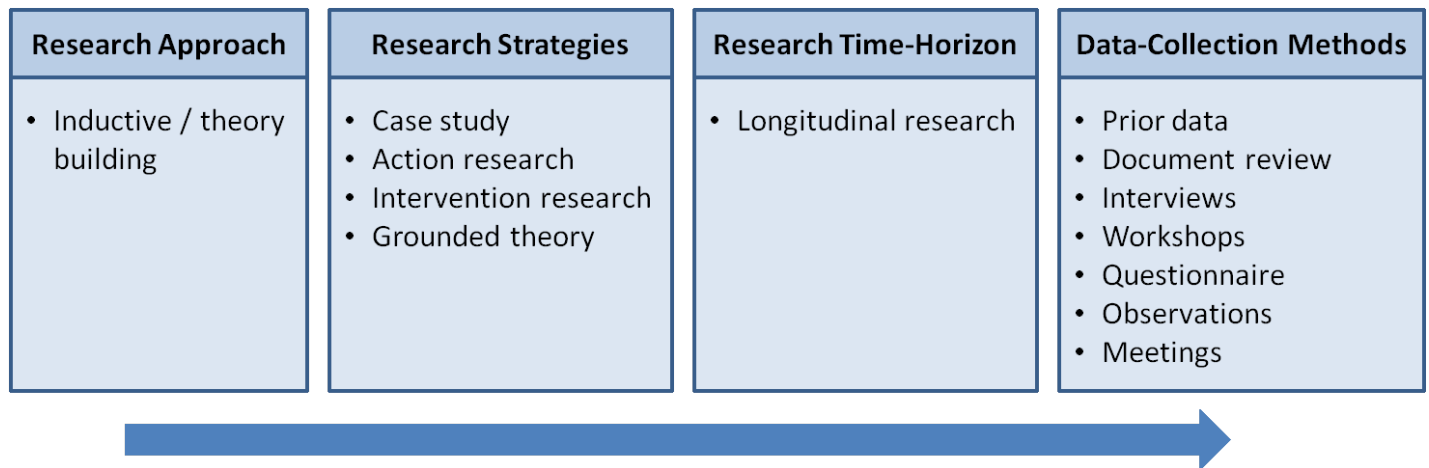 Research Approach
• Inductive / theory
building
Research Strategies
• Case study
• Action research
• Intervention research
• Grounded theory
Research Time-Horizon
• Longitudinal research
Data-Collection Methods
• Prior data
• Document review
• Interviews
• Workshops
• Questionnaire
• Observations
• Meetings